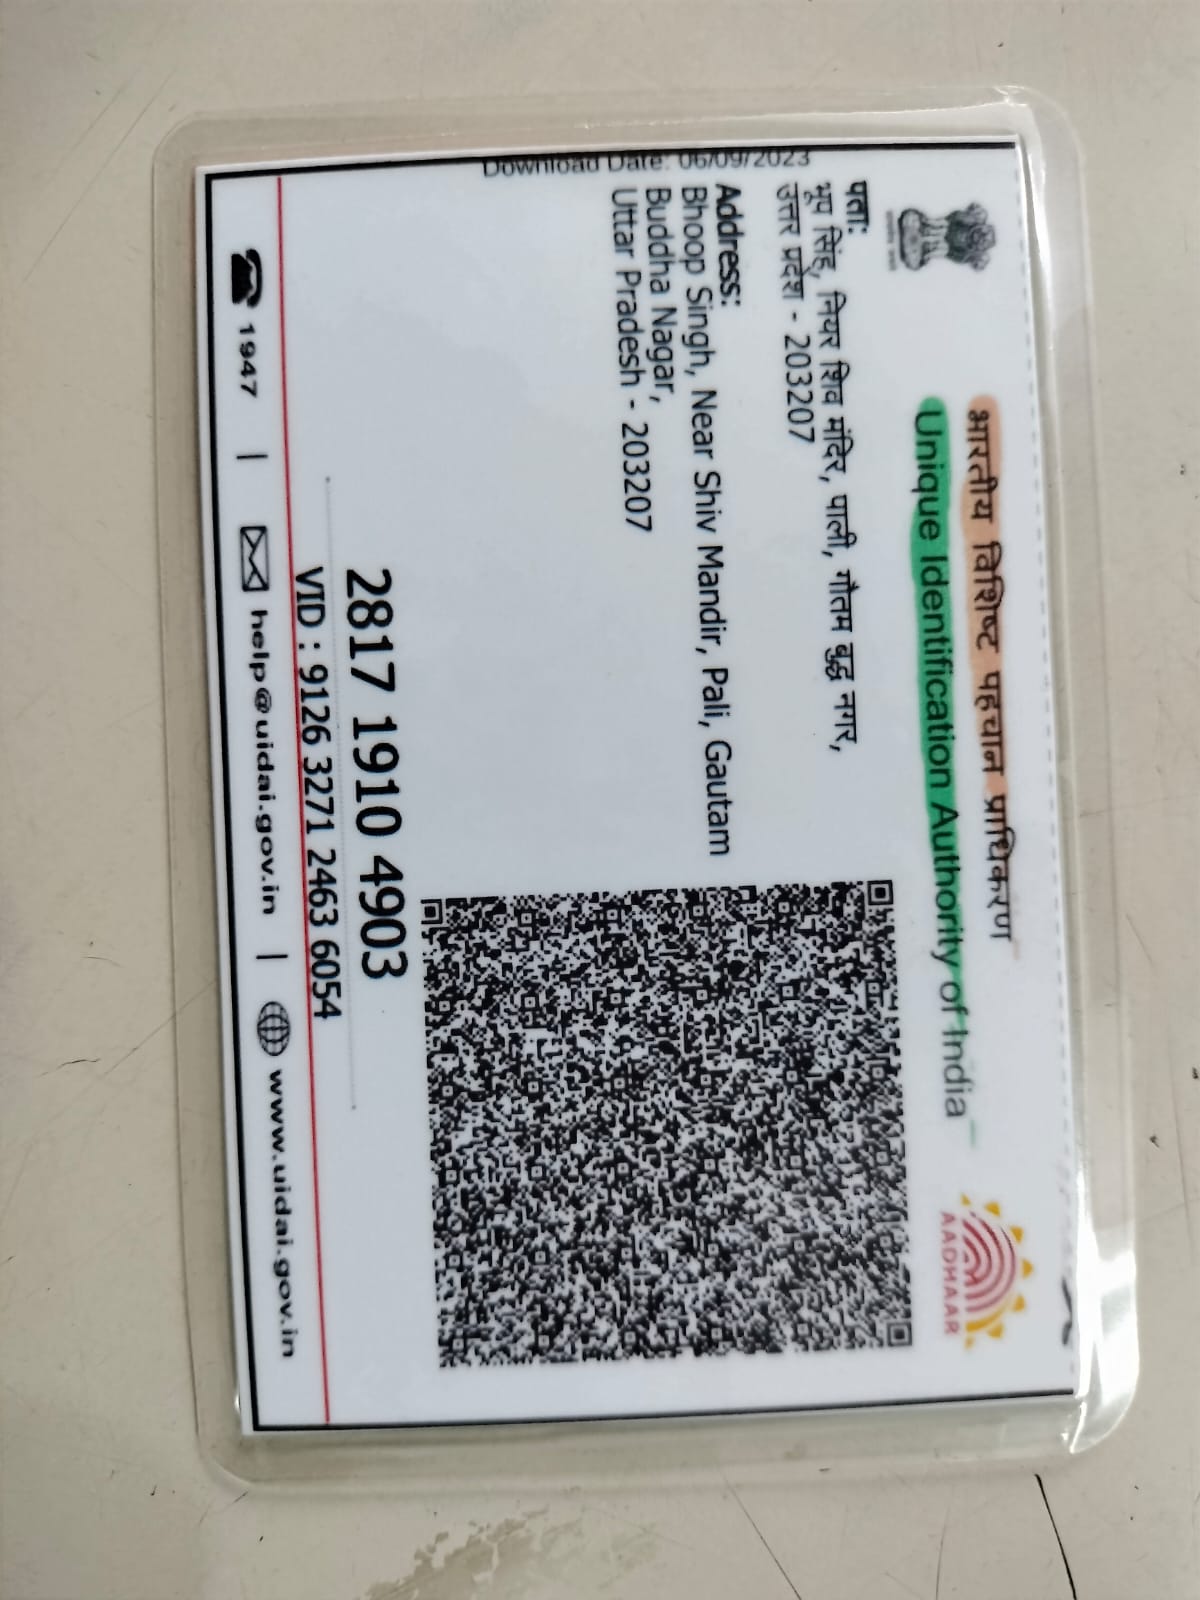 भारतीय विशिष्ट पहचान प्राधिकरण
Unique Identification Authority of India
AADHAAR
पता:
भूप सिंह, नियर शिव मंदिर, पाली, गौतम बुद्ध नगर,
उत्तर प्रदेश - 203207
Address:
Bhoop Singh, Near Shiv Mandir, Pali, Gautam
Buddha Nagar,
Uttar Pradesh - 203207
Download Date: 06/09/2023
2817 1910 4903
VID : 9126 3271 2463 6054
1947 | help@uidai.gov.in | www.uidai.gov.in